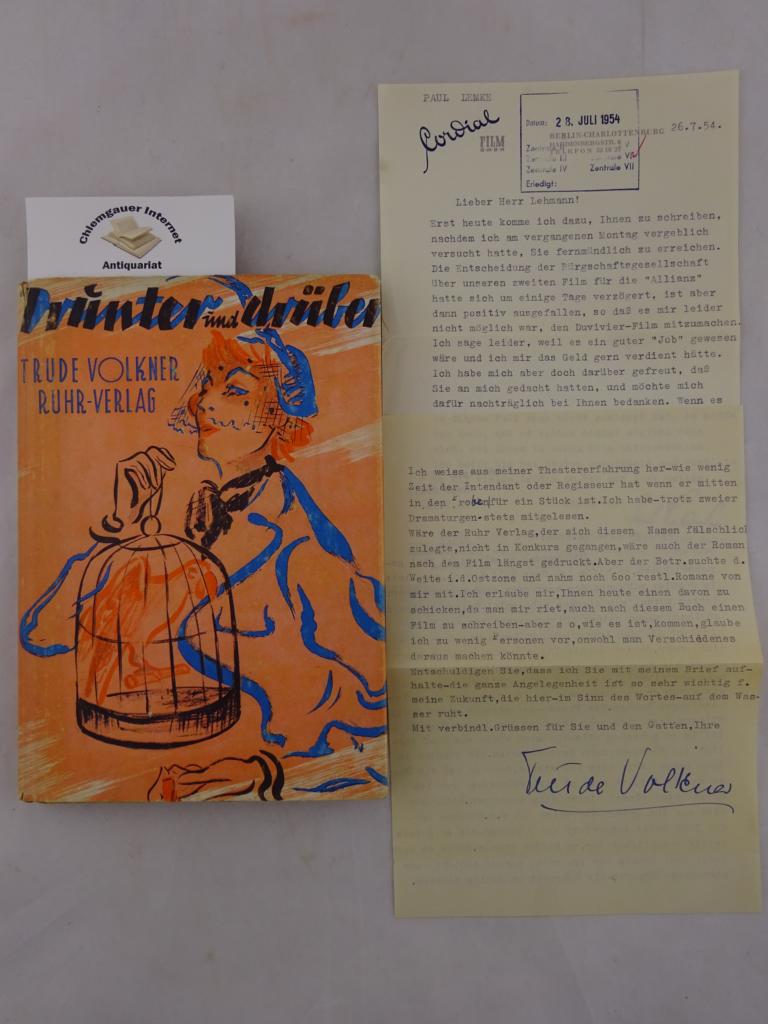 Chiemgauer Internet
Antiquariat
Drunter und drüber
TRUDE VOLKNER
RUHR-VERLAG
PAUL LEMKE
Cordial
FILM
GMBH
Datum: 28. JULI 1954
BERLIN-CHARLOTTENBURG
HARDENBERGSTR. 6
TELEFON
Zentrale IV Zentrale VII
Erledigt:
26.7.54.
Lieber Herr Lehmann!
Erst heute komme ich dazu, Ihnen zu schreiben,
nachdem ich am vergangenen Montag vergeblich
versucht hatte, Sie fernmündlich zu erreichen.
Die Entscheidung der Bürgschaftsgesellschaft
über unseren zweiten Film für die "Allianz"
hatte sich um einige Tage verzögert, ist aber
dann positiv ausgefallen, so daß es mir leider
nicht möglich war, den Duvivier-Film mitzumachen.
Ich sage leider, weil es ein guter "Job" gewesen
wäre und ich mir das Geld gern verdient hätte.
Ich habe mich aber doch darüber gefreut, daß
Sie an mich gedacht hatten, und möchte mich
dafür nachträglich bei Ihnen bedanken. Wenn es
Ich weiss aus meiner Theatererfahrung her-wie wenig
Zeit der Intendant oder Regisseur hat wenn er mitten
in den Proben für ein Stück ist.Ich habe-trotz zweier
Dramaturgen-stets mitgelesen.
Wäre der Ruhr Verlag,der sich diesen Namen fälschlich
zulegte,nicht in Konkurs gegangen,wäre auch der Roman
nach dem Film längst gedruckt.Aber der Betr.suchte d.
Weite i.d.Ostzone und nahm noch 600 restl.Romane von
mir mit.Ich erlaube mir,Ihnen heute einen davon zu
schicken,da man mir riet,auch nach diesem Buch einen
Film zu schreiben-aber s o,wie es ist,kommen,glaube
ich zu wenig Personen vor,onwohl man Verschiedenes
daraus machen könnte.
Entschuldigen Sie,dass ich Sie mit meinem Brief auf-
halte-die ganze Angelegenheit ist so sehr wichtig f.
meine Zukunft,die hier-im Sinn des Wortes-auf dem Was-
ser ruht.
Mit verbindl.Grüssen für Sie und den Gatten,Ihre
Trude Volkner